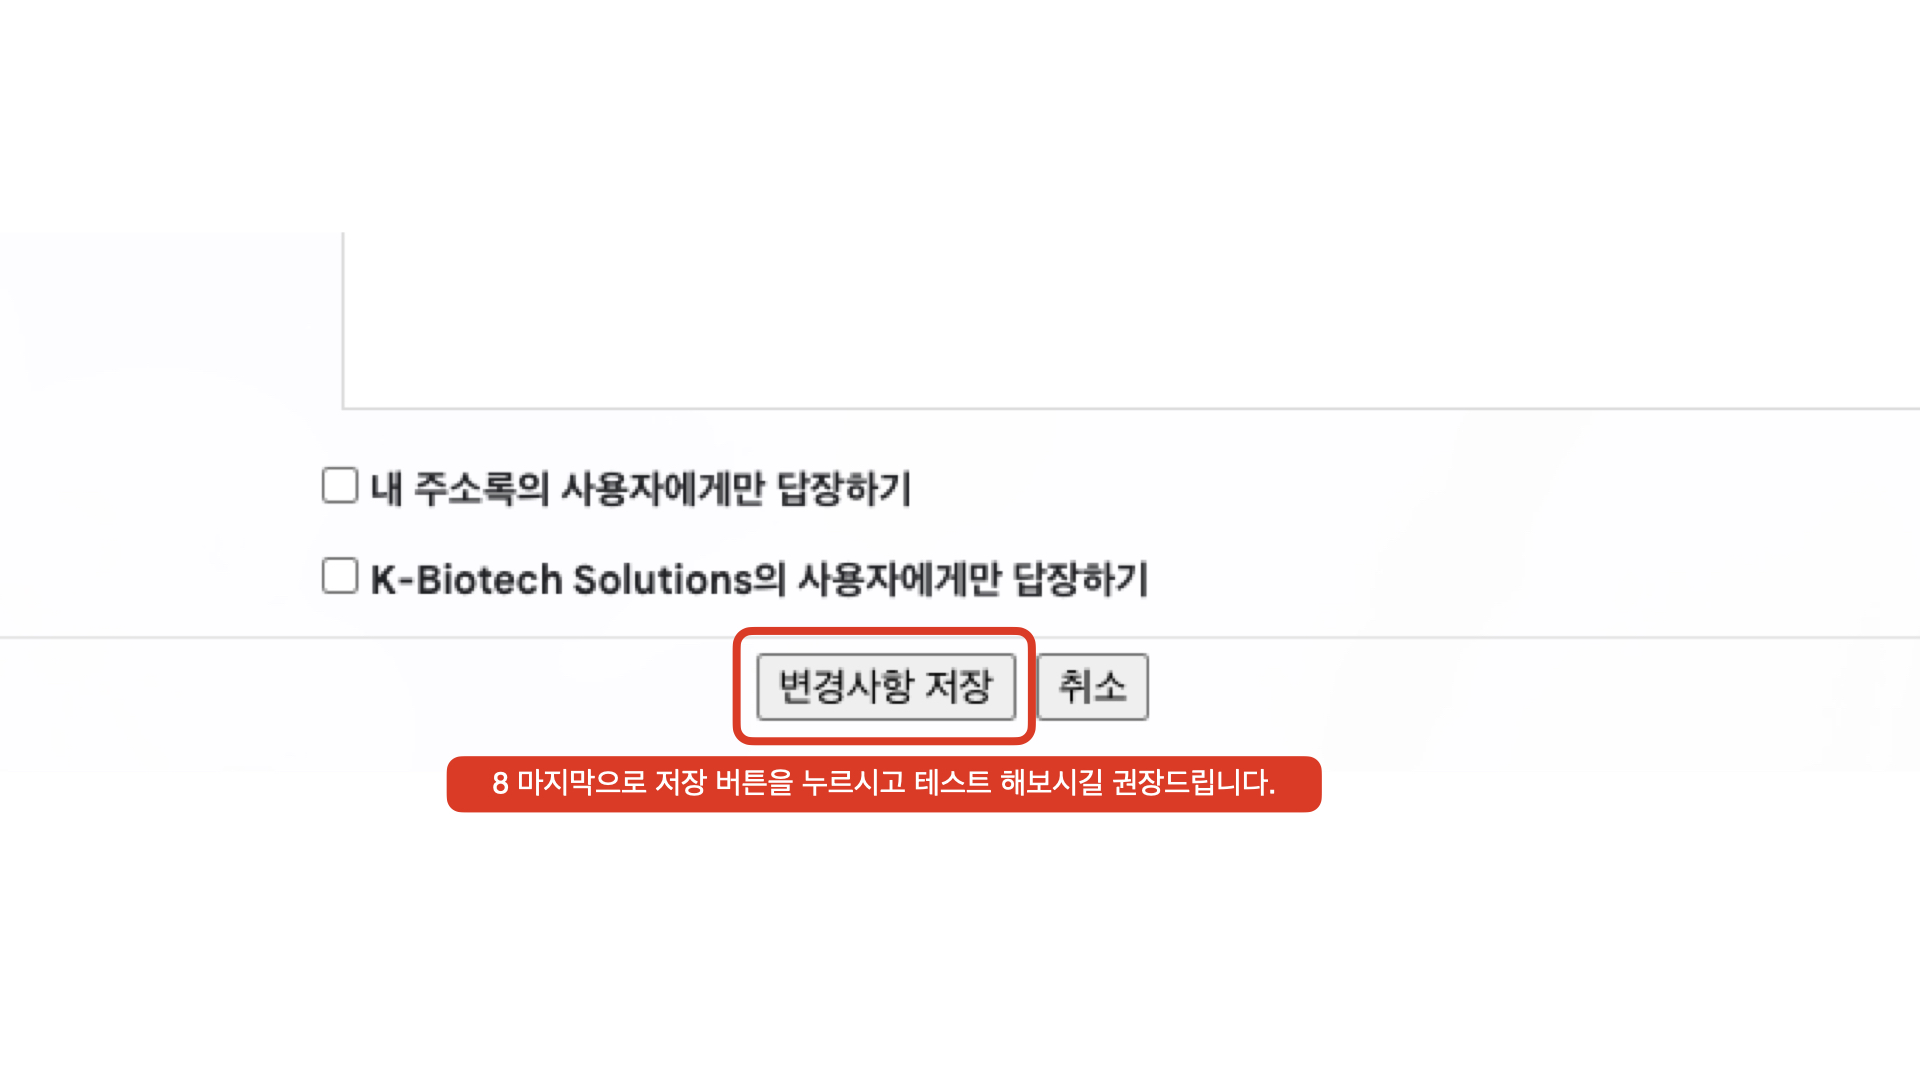 내 주소록의 사용자에게만 답장하기
K-Biotech Solutions의 사용자에게만 답장하기
변경사항 저장 취소
8 마지막으로 저장 버튼을 누르시고 테스트 해보시길 권장드립니다.